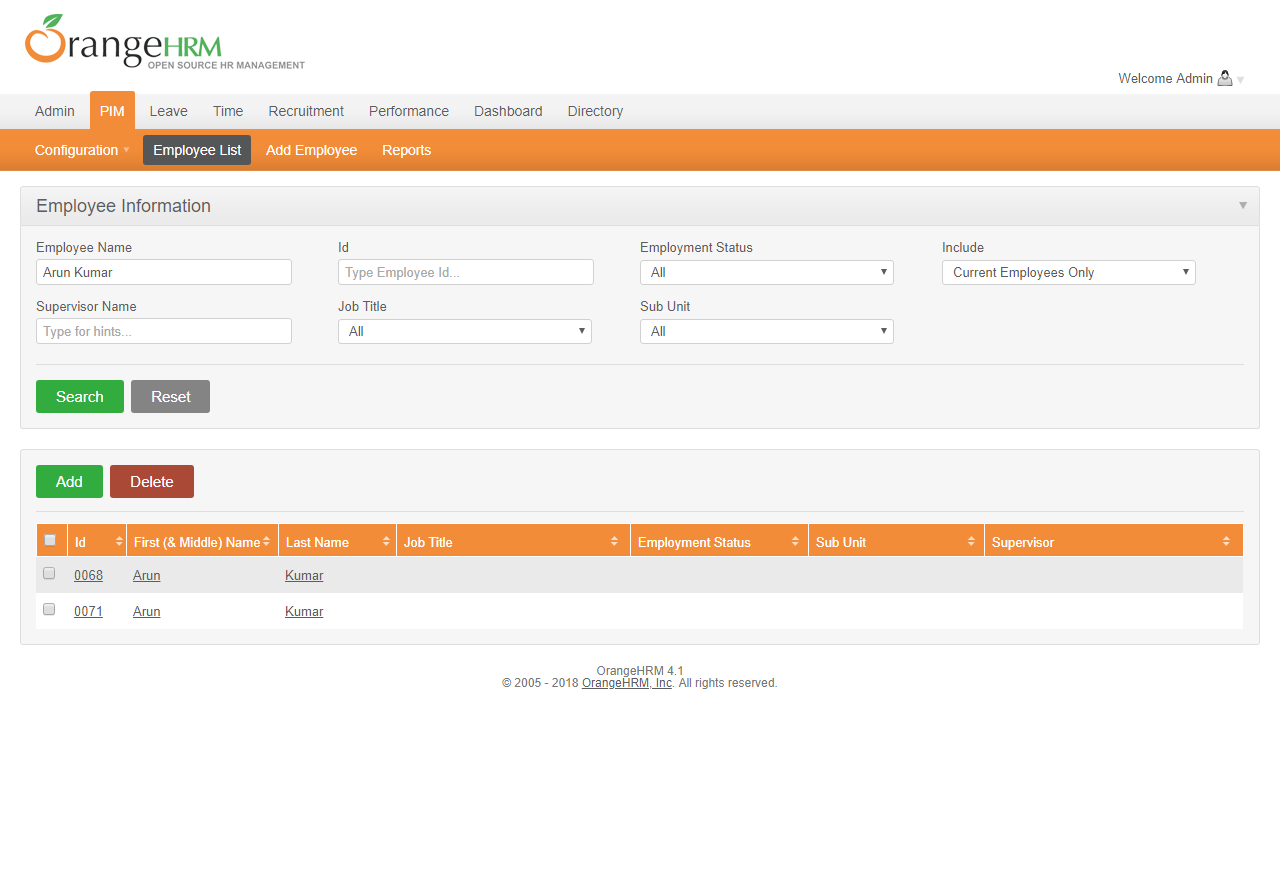 OrangeHRM
OPEN SOURCE HR MANAGEMENT
Welcome Admin
Admin PIM Leave Time Recruitment Performance Dashboard Directory
Configuration Employee List Add Employee Reports
Employee Information
Employee Name Id Employment Status Include
Arun Kumar Type Employee Id... All Current Employees Only
Supervisor Name Job Title Sub Unit
Type for hints... All All
Search Reset
Add Delete
Id First (& Middle) Name Last Name Job Title Employment Status Sub Unit Supervisor
0068 Arun Kumar
0071 Arun Kumar
OrangeHRM 4.1
© 2005 - 2018 OrangeHRM, Inc. All rights reserved.